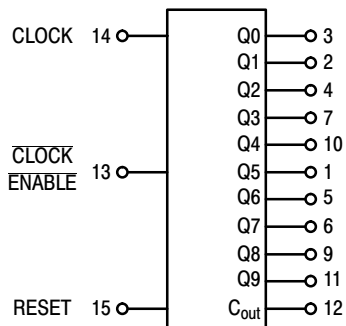 CLOCK 14 Q0 3
Q1 2
Q2 4
Q3 7
Q4 10
CLOCK
ENABLE 13 Q5 1
Q6 5
Q7 6
Q8 9
Q9 11
RESET 15 Cout 12